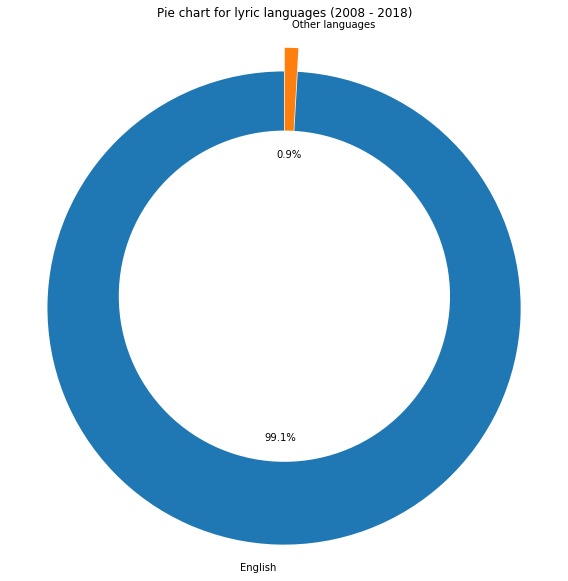 Pie chart for lyric languages (2008 - 2018)
Other languages
0.9%
99.1%
English